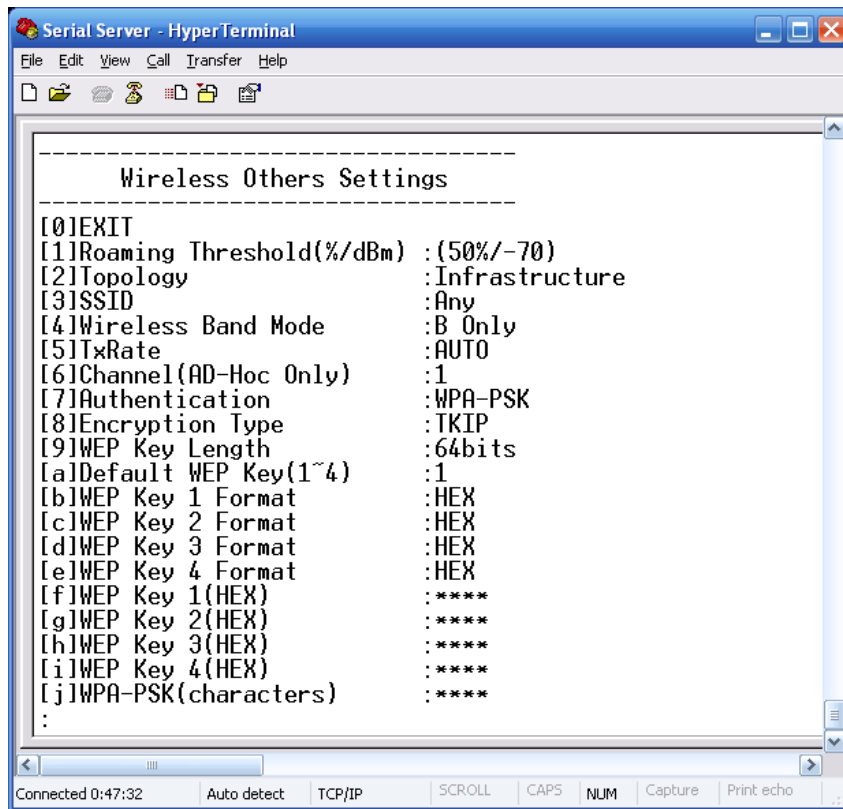 Serial Server - HyperTerminal
File Edit View Call Transfer Help
-----------------------------------
Wireless Others Settings
-----------------------------------
[0]EXIT
[1]Roaming Threshold(%/dBm) :(50%/-70)
[2]Topology :Infrastructure
[3]SSID :Any
[4]Wireless Band Mode :B Only
[5]TxRate :AUTO
[6]Channel(AD-Hoc Only) :1
[7]Authentication :WPA-PSK
[8]Encryption Type :TKIP
[9]WEP Key Length :64bits
[a]Default WEP Key(1~4) :1
[b]WEP Key 1 Format :HEX
[c]WEP Key 2 Format :HEX
[d]WEP Key 3 Format :HEX
[e]WEP Key 4 Format :HEX
[f]WEP Key 1(HEX) :****
[g]WEP Key 2(HEX) :****
[h]WEP Key 3(HEX) :****
[i]WEP Key 4(HEX) :****
[j]WPA-PSK(characters) :****
:
Connected 0:47:32 Auto detect TCP/IP SCROLL CAPS NUM Capture Print echo